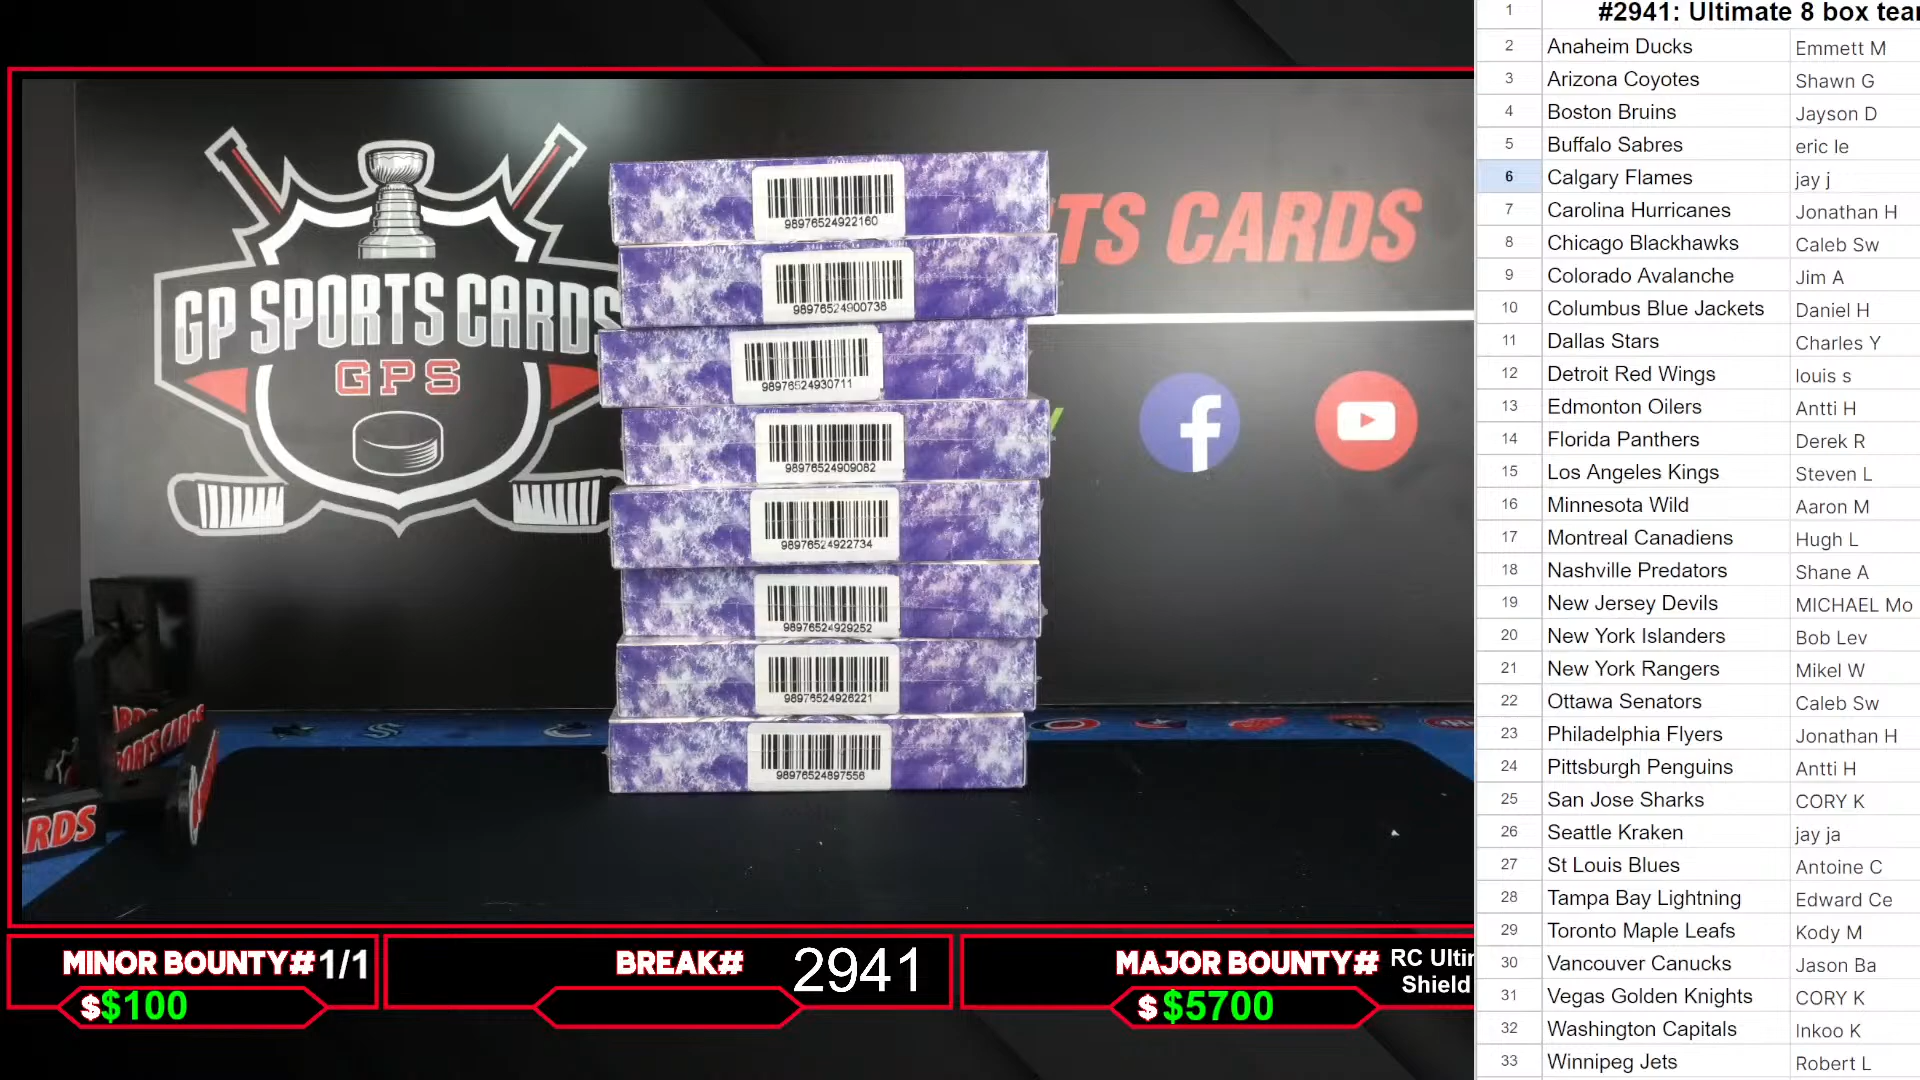 GP SPORTS CARDS
GPS
TS CARDS
98976524922160
98976524900738
98976524930711
98976524909082
98976524922734
98976524929252
98976524926221
98976524897556
SPORTS CARDS
ARDS
MINOR BOUNTY# 1/1
$$100
BREAK# 2941
MAJOR BOUNTY# RC Ultim
Shield
$ $5700
1 #2941: Ultimate 8 box tea
2 Anaheim Ducks Emmett M
3 Arizona Coyotes Shawn G
4 Boston Bruins Jayson D
5 Buffalo Sabres eric le
6 Calgary Flames jay j
7 Carolina Hurricanes Jonathan H
8 Chicago Blackhawks Caleb Sw
9 Colorado Avalanche Jim A
10 Columbus Blue Jackets Daniel H
11 Dallas Stars Charles Y
12 Detroit Red Wings louis s
13 Edmonton Oilers Antti H
14 Florida Panthers Derek R
15 Los Angeles Kings Steven L
16 Minnesota Wild Aaron M
17 Montreal Canadiens Hugh L
18 Nashville Predators Shane A
19 New Jersey Devils MICHAEL Mo
20 New York Islanders Bob Lev
21 New York Rangers Mikel W
22 Ottawa Senators Caleb Sw
23 Philadelphia Flyers Jonathan H
24 Pittsburgh Penguins Antti H
25 San Jose Sharks CORY K
26 Seattle Kraken jay ja
27 St Louis Blues Antoine C
28 Tampa Bay Lightning Edward Ce
29 Toronto Maple Leafs Kody M
30 Vancouver Canucks Jason Ba
31 Vegas Golden Knights CORY K
32 Washington Capitals Inkoo K
33 Winnipeg Jets Robert L